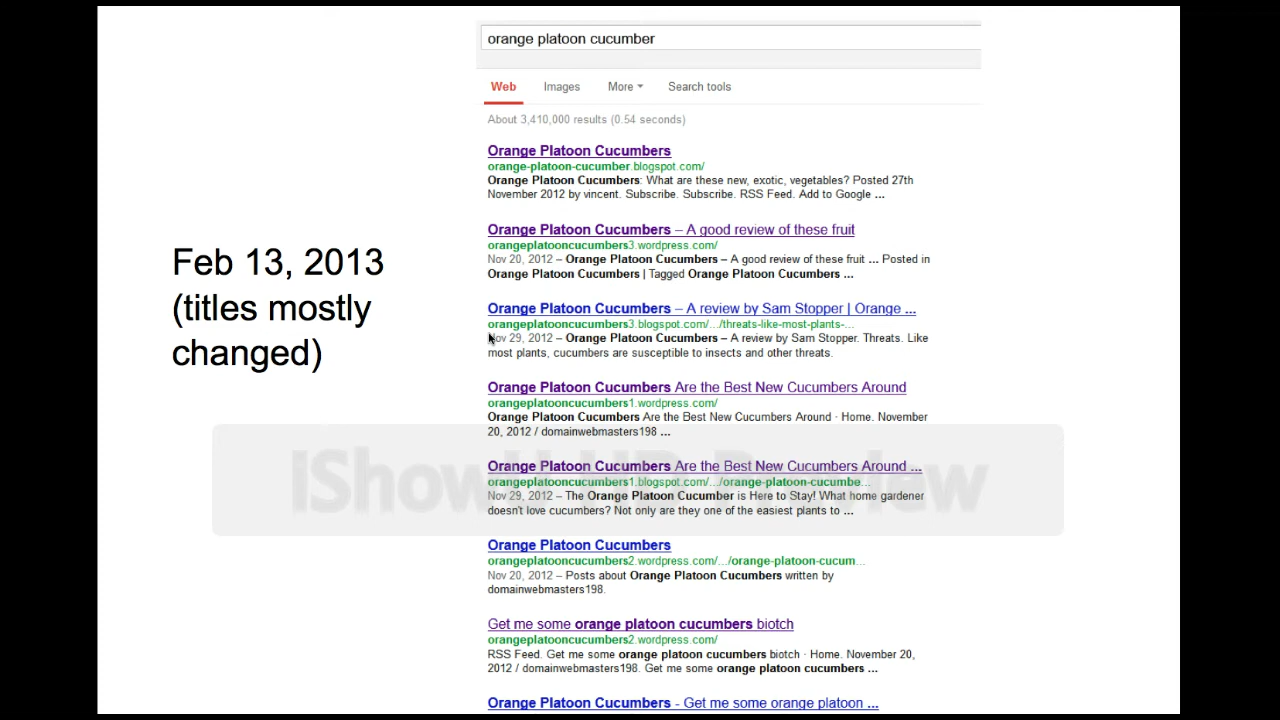 orange platoon cucumber
Web Images More Search tools
About 3,410,000 results (0.54 seconds)
Orange Platoon Cucumbers
orange-platoon-cucumber.blogspot.com/
Orange Platoon Cucumbers: What are these new, exotic, vegetables? Posted 27th
November 2012 by vincent. Subscribe. Subscribe. RSS Feed. Add to Google ...
Orange Platoon Cucumbers – A good review of these fruit
orangeplatooncucumbers3.wordpress.com/
Nov 20, 2012 – Orange Platoon Cucumbers – A good review of these fruit ... Posted in
Orange Platoon Cucumbers | Tagged Orange Platoon Cucumbers ...
Feb 13, 2013
(titles mostly
changed)
Orange Platoon Cucumbers – A review by Sam Stopper | Orange ...
orangeplatooncucumbers3.blogspot.com/.../threats-like-most-plants-...
Nov 29, 2012 – Orange Platoon Cucumbers – A review by Sam Stopper. Threats. Like
most plants, cucumbers are susceptible to insects and other threats.
Orange Platoon Cucumbers Are the Best New Cucumbers Around
orangeplatooncucumbers1.wordpress.com/
Orange Platoon Cucumbers Are the Best New Cucumbers Around · Home. November
20, 2012 / domainwebmasters198 ...
Orange Platoon Cucumbers Are the Best New Cucumbers Around ...
orangeplatooncucumbers1.blogspot.com/.../orange-platoon-cucumbe...
Nov 29, 2012 – The Orange Platoon Cucumber is Here to Stay! What home gardener
doesn't love cucumbers? Not only are they one of the easiest plants to ...
iShowU HD Preview
Orange Platoon Cucumbers
orangeplatooncucumbers2.wordpress.com/.../orange-platoon-cucum...
Nov 20, 2012 – Posts about Orange Platoon Cucumbers written by
domainwebmasters198.
Get me some orange platoon cucumbers biotch
orangeplatooncucumbers2.wordpress.com/
RSS Feed. Get me some orange platoon cucumbers biotch · Home. November 20,
2012 / domainwebmasters198. Get me some orange platoon cucumbers ...
Orange Platoon Cucumbers - Get me some orange platoon ...